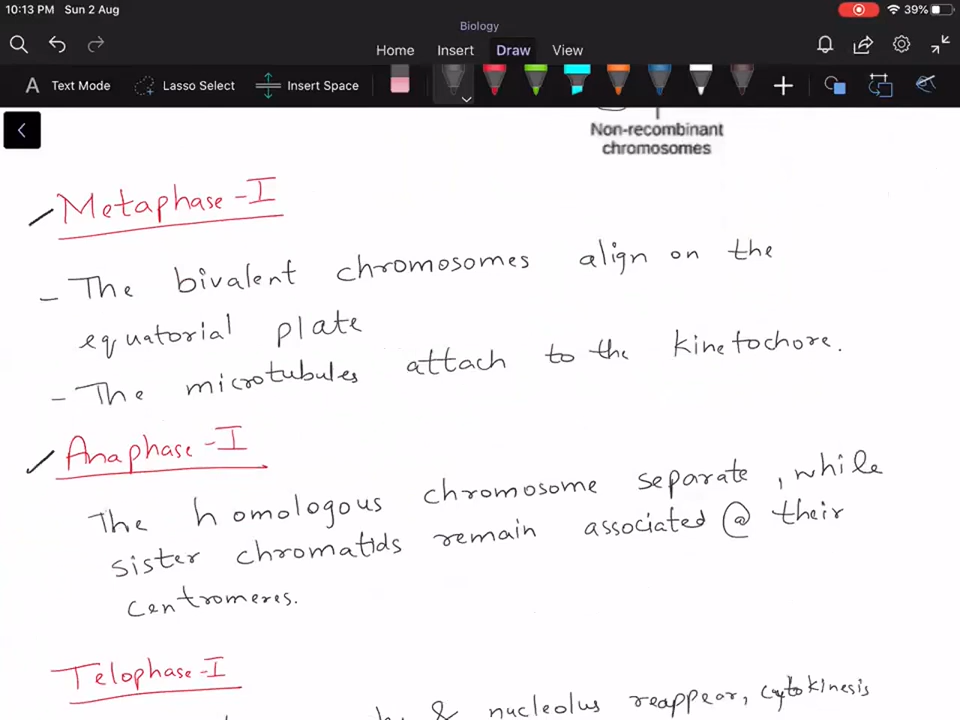 10:13 PM Sun 2 Aug 39%
Biology
Home Insert Draw View
A Text Mode Lasso Select Insert Space
Non-recombinant
chromosomes
Metaphase-I
- The bivalent chromosomes align on the
equatorial plate
- The microtubules attach to the kinetochore.
Anaphase-I
The homologous chromosome separate, while
sister chromatids remain associated @ their
centromeres.
Telophase-I
& nucleolus reappear, cytokinesis